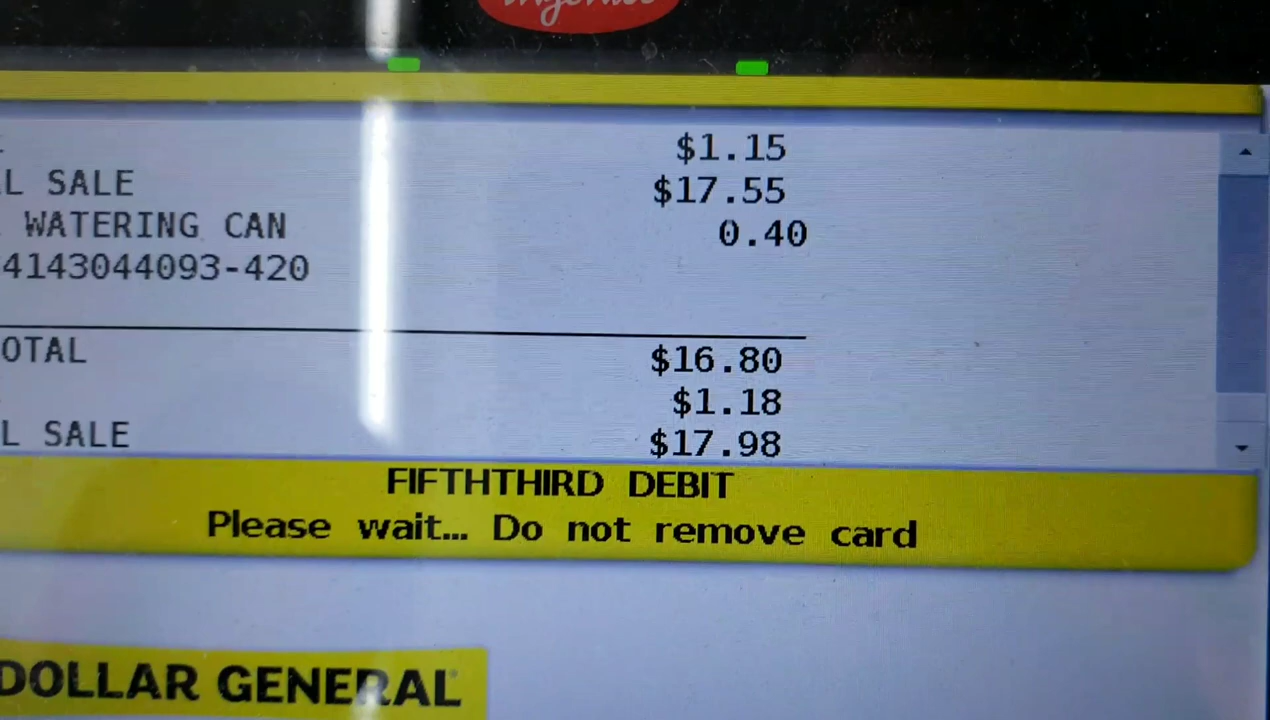 $1.15
L SALE $17.55
WATERING CAN 0.40
4143044093-420
OTAL $16.80
$1.18
L SALE $17.98
FIFTHTHIRD DEBIT
Please wait... Do not remove card
DOLLAR GENERAL